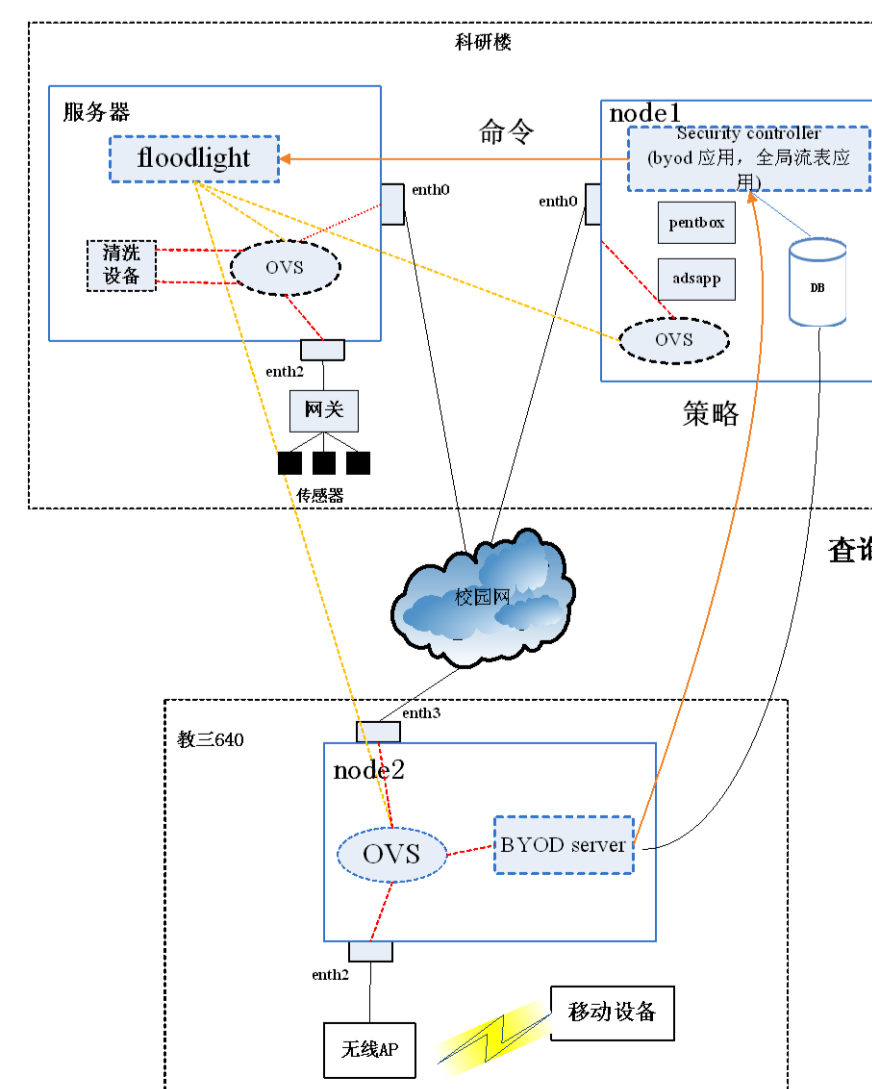 科研楼
服务器
floodlight
命令
node1
Security controller
(byod 应用，全局流表应
用)
enth0
enth0
pentbox
清洗
设备
OVS
adsapp
DB
OVS
enth2
网关
策略
传感器
查
校园网
enth3
教三640
node2
OVS
BYOD server
enth2
移动设备
无线AP